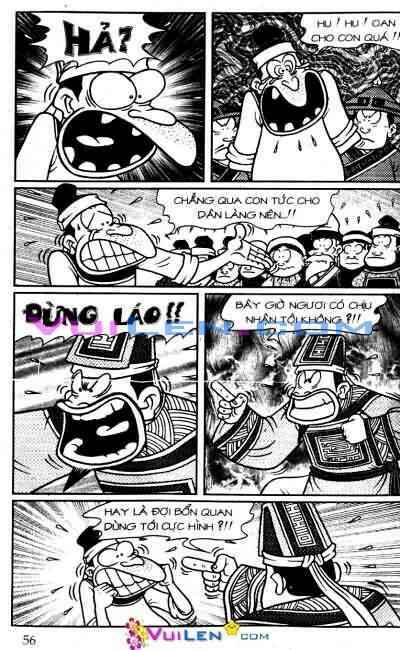 HẢ?
HU! HU! OAN
CHO CON QUÁ!!
CHẲNG QUA CON TỨC CHO
DÂN LÀNG NÊN..!!
ĐỪNG LÁO!!
BÂY GIỜ NGƯƠI CÓ CHỊU
NHẬN TỘI KHÔNG?!!
VUILEN.COM
HAY LÀ ĐỢI BỔN QUAN
DÙNG TỚI CỰC HÌNH?!!
56
VUILEN.COM